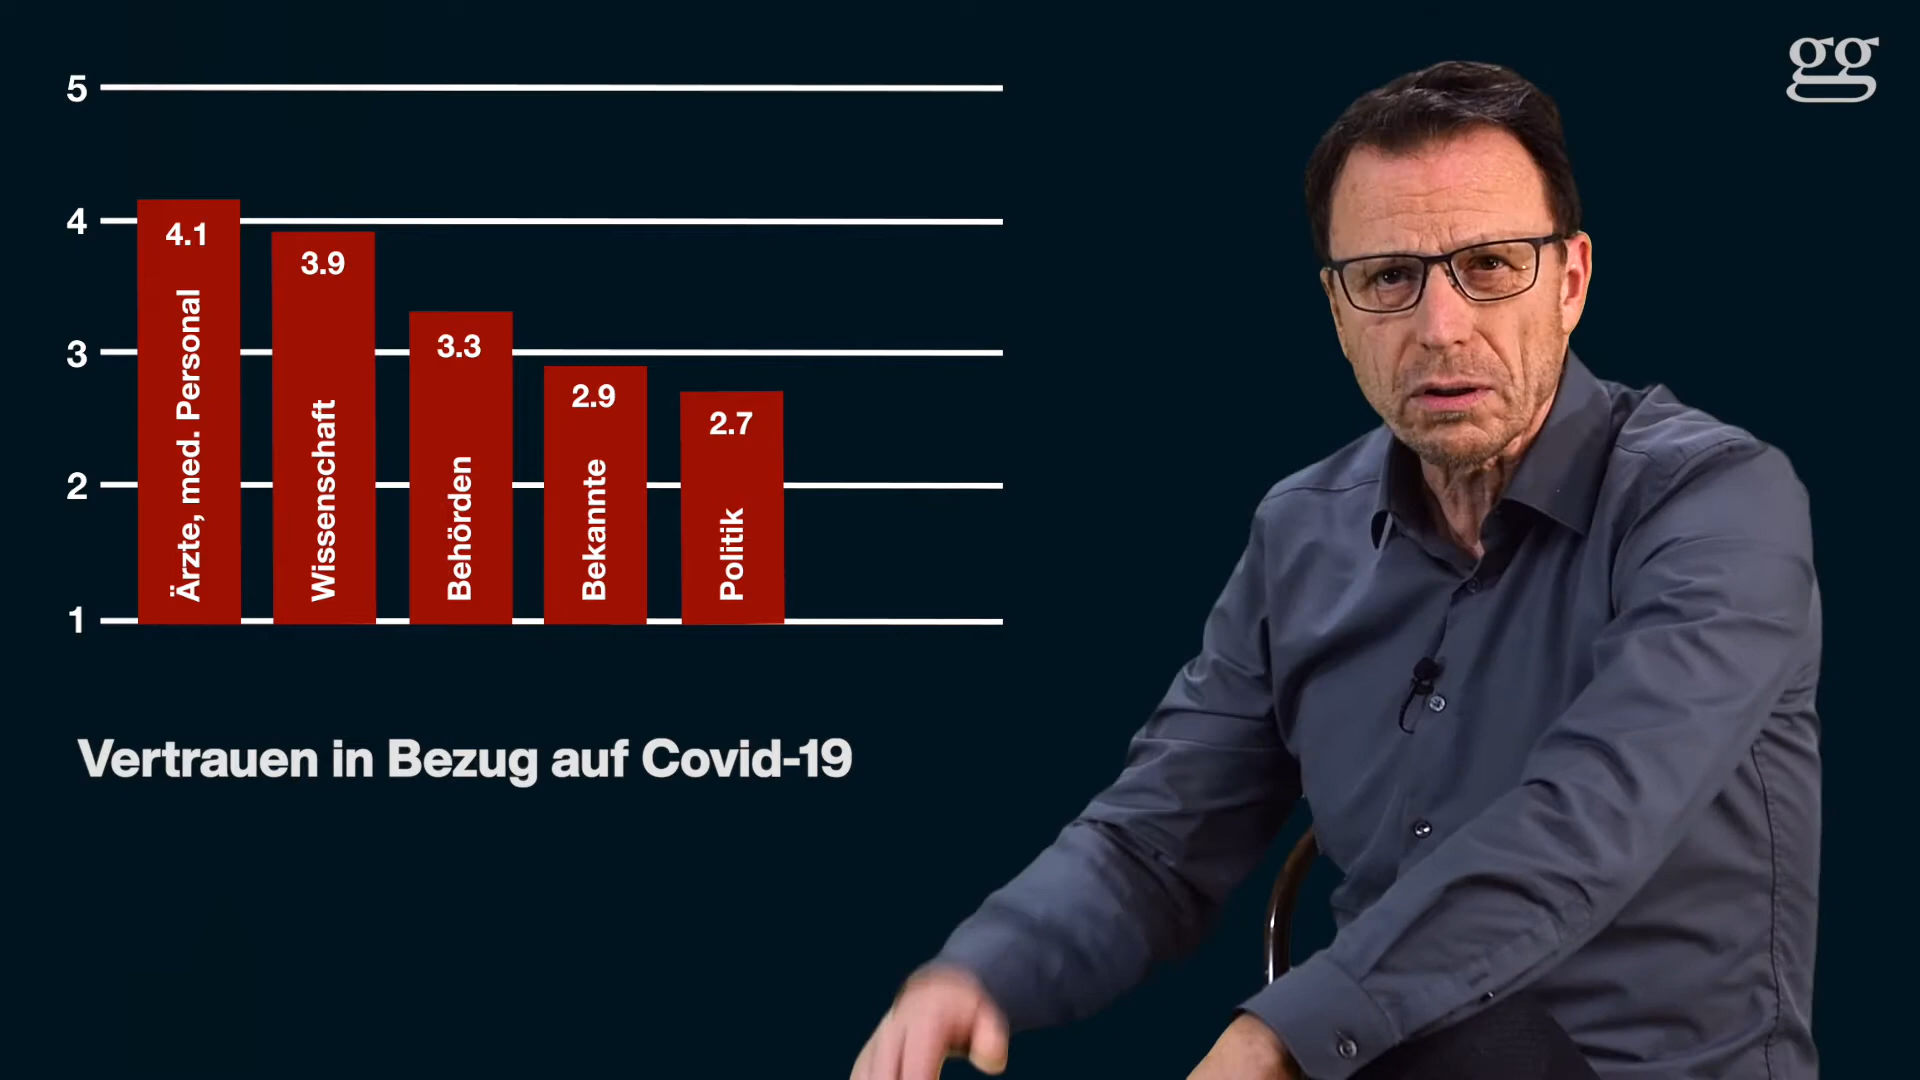 gg
5
4
3
2
1
4.1
Ärzte, med. Personal
3.9
Wissenschaft
3.3
Behörden
2.9
Bekannte
2.7
Politik
Vertrauen in Bezug auf Covid-19